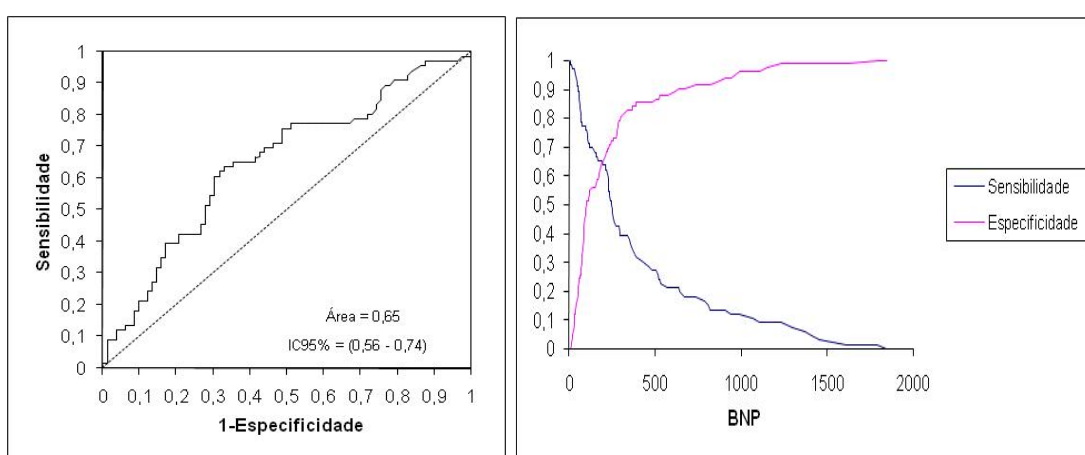 1
0,9
0,8
0,7
0,6
0,5
0,4
0,3
0,2
0,1
0
Sensibilidade
Área = 0,65
IC95% = (0,56 - 0,74)
0 0,1 0,2 0,3 0,4 0,5 0,6 0,7 0,8 0,9 1
1-Especificidade
1
0,9
0,8
0,7
0,6
0,5
0,4
0,3
0,2
0,1
0
0 500 1000 1500 2000
BNP
Sensibilidade
Especificidade